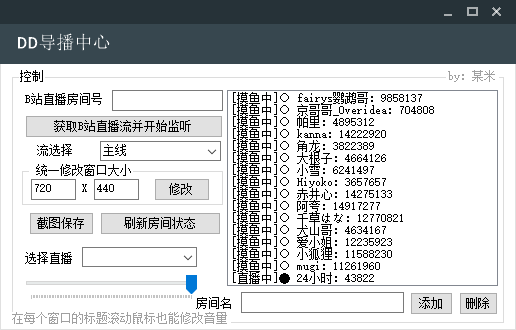 DD导播中心
控制
by: 某米
B站直播房间号
获取B站直播流并开始监听
流选择
主线
统一修改窗口大小
720 X 440 修改
截图保存 刷新房间状态
选择直播
[摸鱼中]○ fairys鹦鹉哥: 9858137
[摸鱼中]○ 京哥哥_Overidea: 704808
[摸鱼中]○ 帕里: 4895312
[摸鱼中]○ kanna: 14222920
[摸鱼中]○ 角龙: 3822389
[摸鱼中]○ 大根子: 4664126
[摸鱼中]○ 小雪: 6241497
[摸鱼中]○ Hiyoko: 3657657
[摸鱼中]○ 赤井心: 14275133
[摸鱼中]○ 阿夸: 14917277
[摸鱼中]○ 千草はな: 12770821
[摸鱼中]○ 犬山哥: 4634167
[摸鱼中]○ 爱小姐: 12235923
[摸鱼中]○ 小狐狸: 11588230
[摸鱼中]○ mugi: 11261960
[直播中]● 24小时: 43822
房间名 添加 删除
在每个窗口的标题滚动鼠标也能修改音量